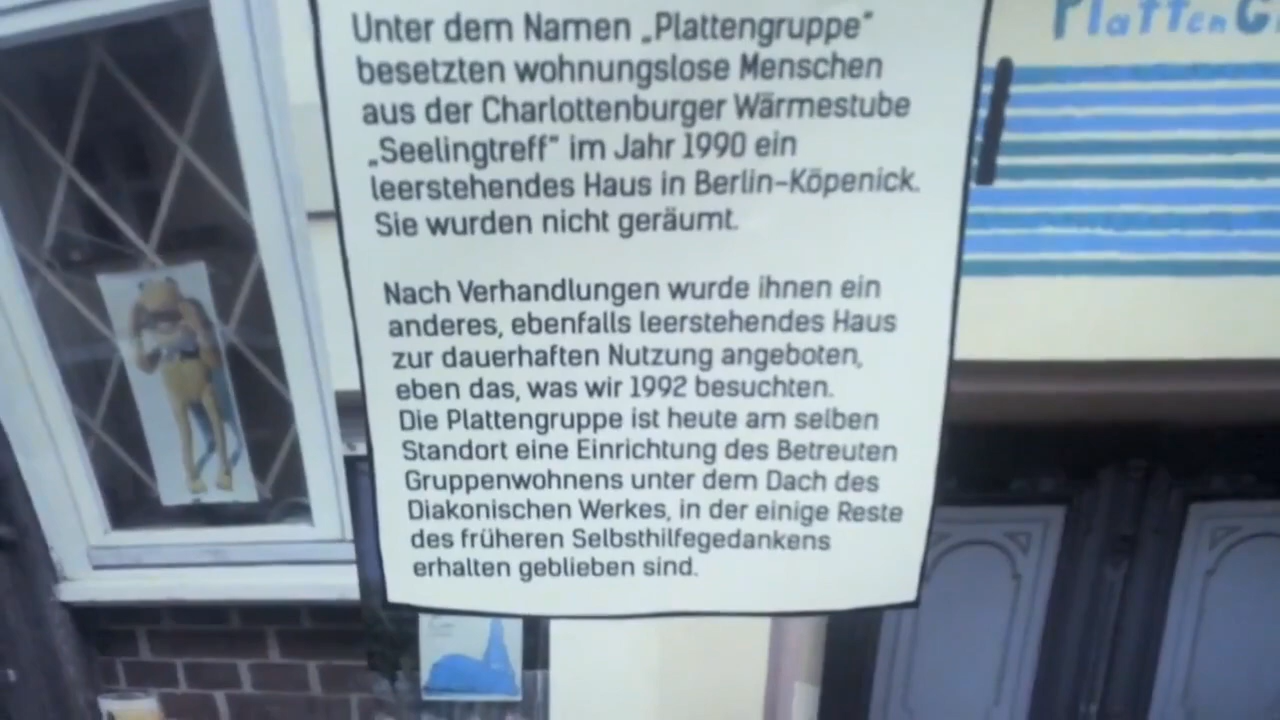 PlattenG
Unter dem Namen „Plattengruppe“
besetzten wohnungslose Menschen
aus der Charlottenburger Wärmestube
„Seelingtreff“ im Jahr 1990 ein
leerstehendes Haus in Berlin-Köpenick.
Sie wurden nicht geräumt.
Nach Verhandlungen wurde ihnen ein
anderes, ebenfalls leerstehendes Haus
zur dauerhaften Nutzung angeboten,
eben das, was wir 1992 besuchten.
Die Plattengruppe ist heute am selben
Standort eine Einrichtung des Betreuten
Gruppenwohnens unter dem Dach des
Diakonischen Werkes, in der einige Reste
des früheren Selbsthilfegedankens
erhalten geblieben sind.